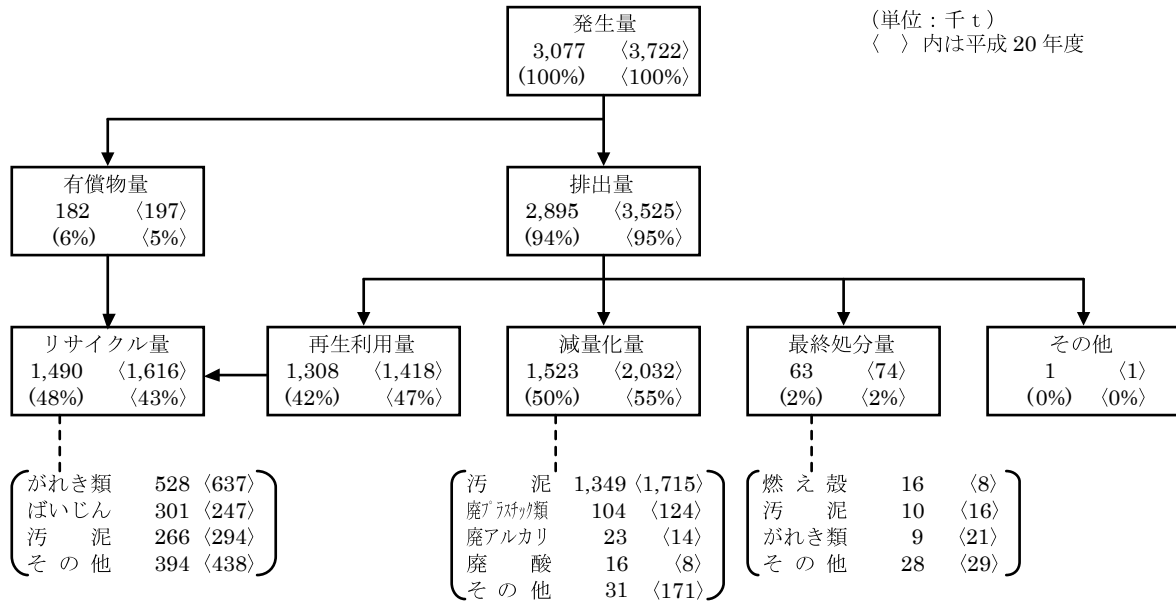 発生量
3,077 〈3,722〉
(100%) 〈100%〉
（単位：千ｔ）
〈　〉内は平成 20 年度
有償物量
182 〈197〉
(6%) 〈5%〉
排出量
2,895 〈3,525〉
(94%) 〈95%〉
リサイクル量
1,490 〈1,616〉
(48%) 〈43%〉
再生利用量
1,308 〈1,418〉
(42%) 〈47%〉
減量化量
1,523 〈2,032〉
(50%) 〈55%〉
最終処分量
63 〈74〉
(2%) 〈2%〉
その他
1 〈1〉
(0%) 〈0%〉
がれき類 528 〈637〉
ばいじん 301 〈247〉
汚　泥 266 〈294〉
そ の 他 394 〈438〉
汚　泥 1,349 〈1,715〉
廃ﾌﾟﾗｽﾁｯｸ類 104 〈124〉
廃アルカリ 23 〈14〉
廃　酸 16 〈8〉
そ の 他 31 〈171〉
燃 え 殻 16 〈8〉
汚　泥 10 〈16〉
がれき類 9 〈21〉
そ の 他 28 〈29〉